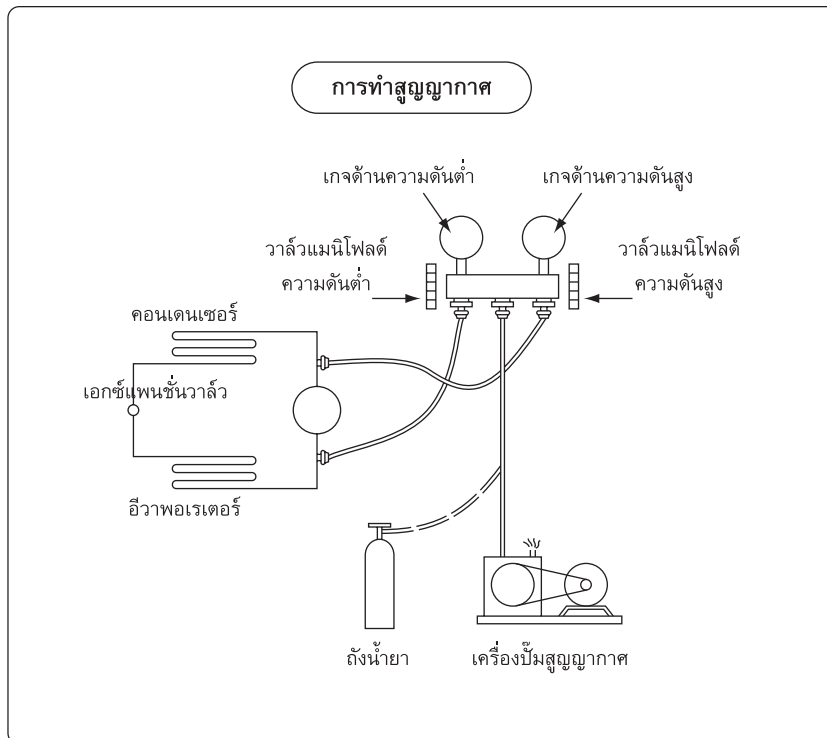 การทำสูญญากาศ
เกจด้านความดันต่ำ
เกจด้านความดันสูง
วาล์วแมนิโฟลด์
ความดันต่ำ
วาล์วแมนิโฟลด์
ความดันสูง
คอนเดนเซอร์
เอกซ์แพนชั่นวาล์ว
อีวาพอเรเตอร์
ถังน้ำยา
เครื่องปั๊มสูญญากาศ